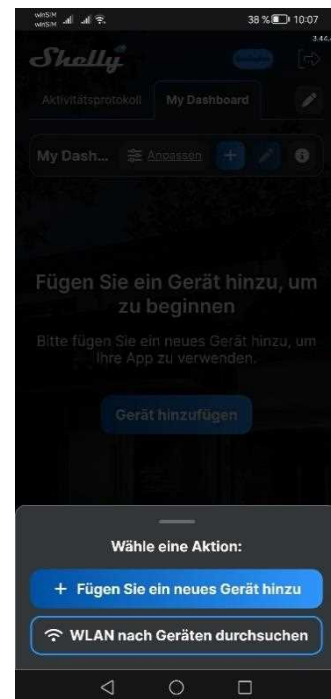 winSIM
winSIM
38 % 10:07
Shelly
Aktivitätsprotokoll My Dashboard
My Dash... Anpassen +
Fügen Sie ein Gerät hinzu, um
zu beginnen
Bitte fügen Sie ein neues Gerät hinzu, um
Ihre App zu verwenden.
Gerät hinzufügen
Wähle eine Aktion:
+ Fügen Sie ein neues Gerät hinzu
WLAN nach Geräten durchsuchen